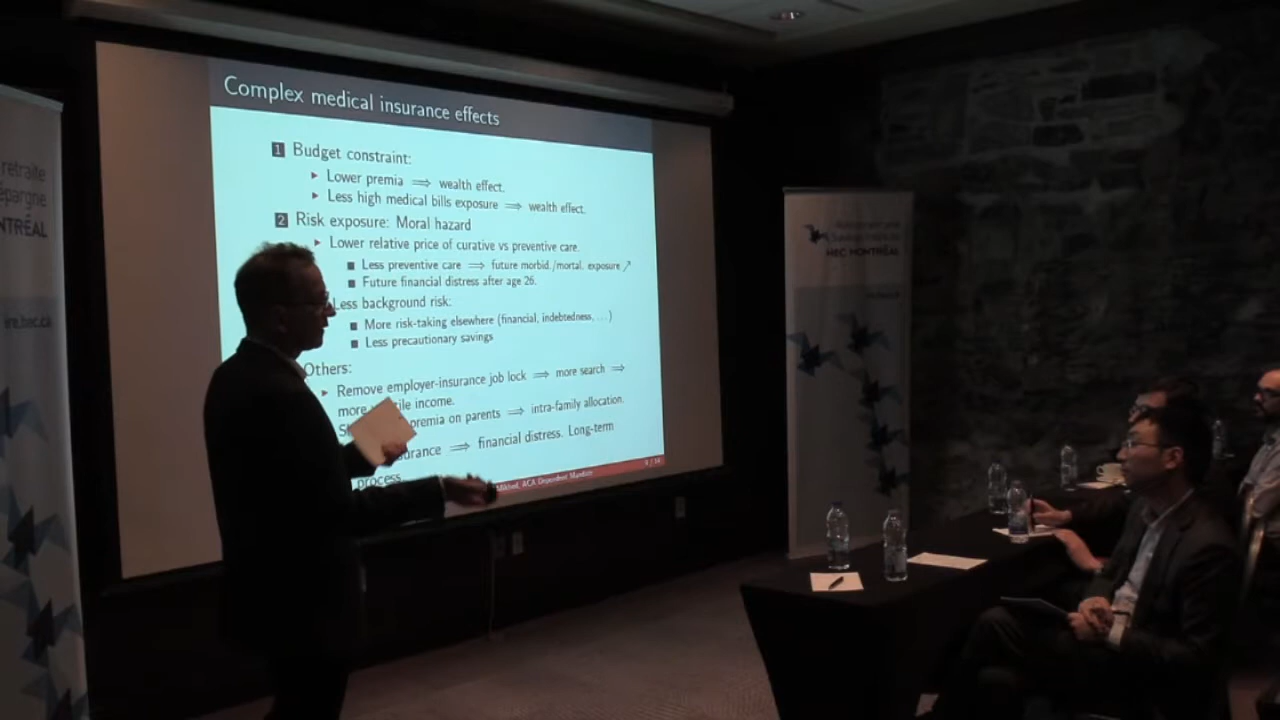 Complex medical insurance effects
1 Budget constraint:
Lower premia ⟹ wealth effect.
Less high medical bills exposure ⟹ wealth effect.
2 Risk exposure: Moral hazard
Lower relative price of curative vs preventive care.
Less preventive care ⟹ future morbid./mortal. exposure ↗
Future financial distress after age 26.
Less background risk:
More risk-taking elsewhere (financial, indebtedness, . . . )
Less precautionary savings
Others:
Remove employer-insurance job lock ⟹ more search ⟹
more income.
premia on parents ⟹ intra-family allocation.
⟹ financial distress. Long-term
process.
ACA Dependent Mandate
retraite
épargne
HEC MONTRÉAL